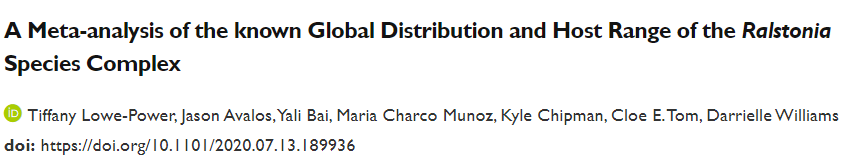 A Meta-analysis of the known Global Distribution and Host Range of the Ralstonia
Species Complex
iD Tiffany Lowe-Power, Jason Avalos, Yali Bai, Maria Charco Munoz, Kyle Chipman, Cloe E. Tom, Darrielle Williams
doi: https://doi.org/10.1101/2020.07.13.189936